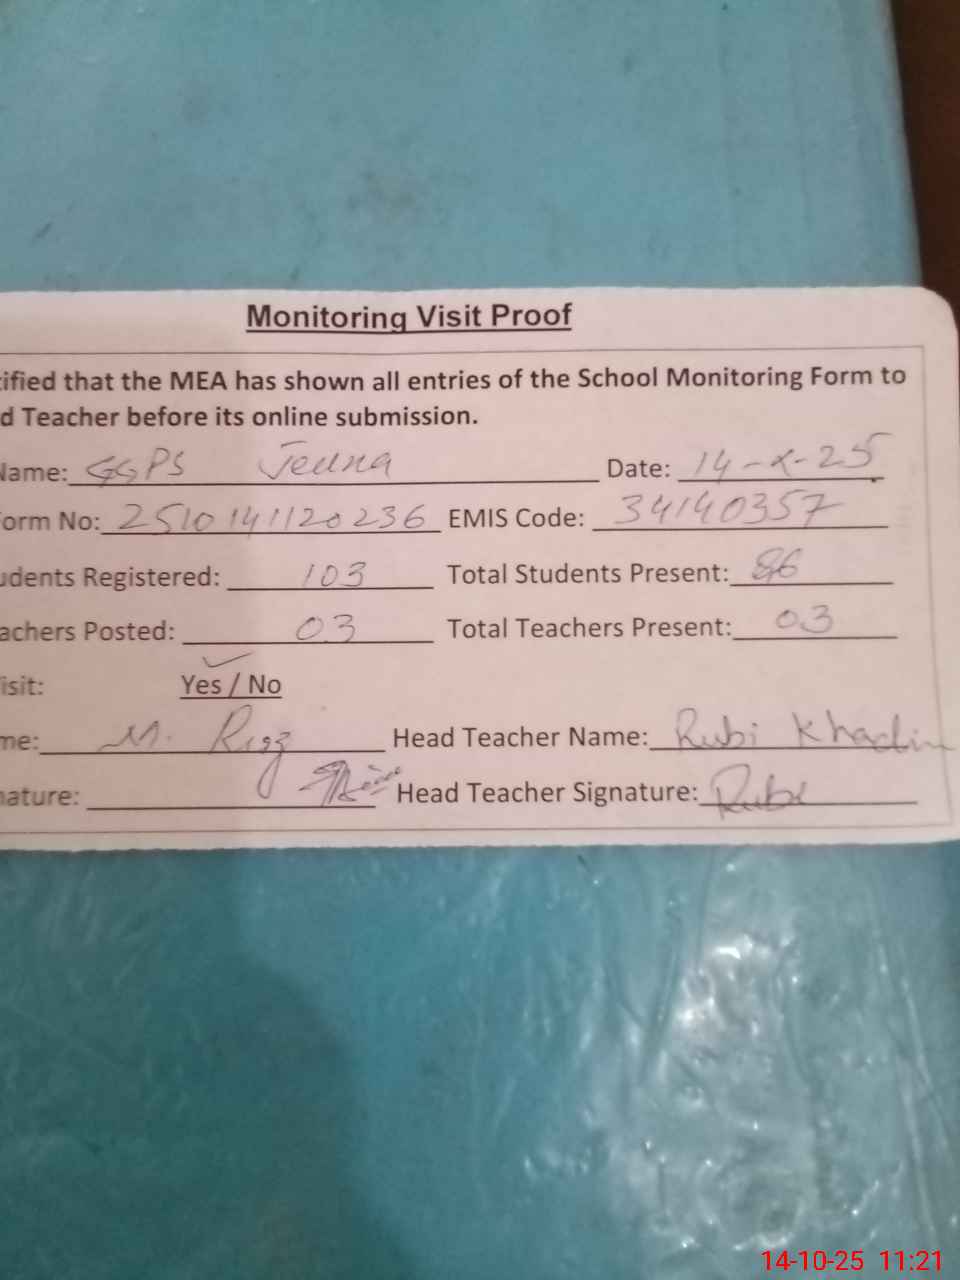 Monitoring Visit Proof
ified that the MEA has shown all entries of the School Monitoring Form to
d Teacher before its online submission.
Name: GGPS Jeuna Date: 14-X-25
orm No: 2510141120236 EMIS Code: 34140357
udents Registered: 103 Total Students Present: 86
achers Posted: 03 Total Teachers Present: 03
isit: Yes / No
me: M. Riaz Head Teacher Name: Rubi Khadim
nature: Head Teacher Signature: Rubi
14-10-25 11:21